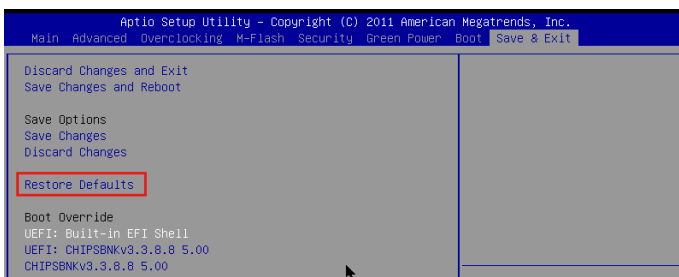 Aptio Setup Utility – Copyright (C) 2011 American Megatrends, Inc.
Main Advanced Overclocking M-Flash Security Green Power Boot Save & Exit
Discard Changes and Exit
Save Changes and Reboot
Save Options
Save Changes
Discard Changes
Restore Defaults
Boot Override
UEFI: Built-in EFI Shell
UEFI: CHIPSBNKv3.3.8.8 5.00
CHIPSBNKv3.3.8.8 5.00